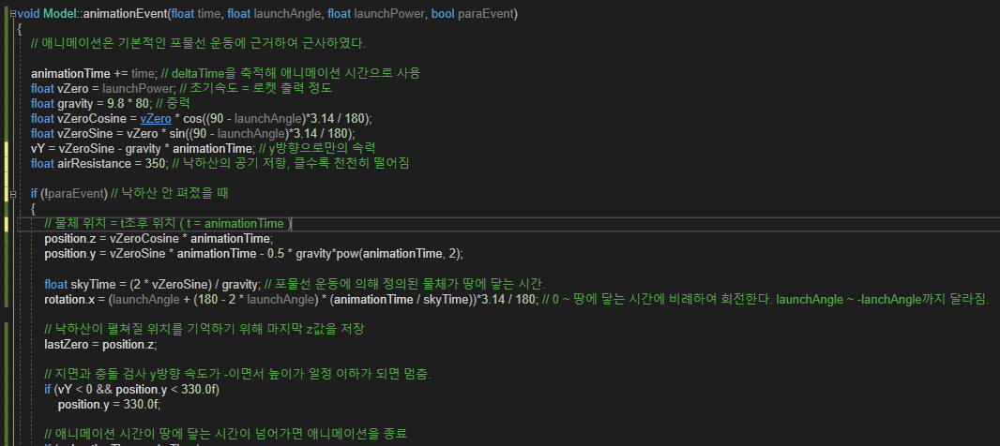 void Model::animationEvent(float time, float launchAngle, float launchPower, bool paraEvent)
{
// 애니메이션은 기본적인 포물선 운동에 근거하여 근사하였다.
animationTime += time; // deltaTime을 축적해 애니메이션 시간으로 사용
float vZero = launchPower; // 초기속도 = 로켓 출력 정도
float gravity = 9.8 * 80; // 중력
float vZeroCosine = vZero * cos((90 - launchAngle)*3.14 / 180);
float vZeroSine = vZero * sin((90 - launchAngle)*3.14 / 180);
vY = vZeroSine - gravity * animationTime; // y방향으로만의 속력
float airResistance = 350; // 낙하산의 공기 저항, 클수록 천천히 떨어짐
if (!paraEvent) // 낙하산 안 펴졌을 때
{
// 물체 위치 = t초후 위치 ( t = animationTime )
position.z = vZeroCosine * animationTime;
position.y = vZeroSine * animationTime - 0.5 * gravity*pow(animationTime, 2);
float skyTime = (2 * vZeroSine) / gravity; // 포물선 운동에 의해 정의된 물체가 땅에 닿는 시간.
rotation.x = (launchAngle + (180 - 2 * launchAngle) * (animationTime / skyTime))*3.14 / 180; // 0 ~ 땅에 닿는 시간에 비례하여 회전한다. launchAngle ~ -lanchAngle까지 달라짐.
// 낙하산이 펼쳐질 위치를 기억하기 위해 마지막 z값을 저장
lastZero = position.z;
// 지면과 충돌 검사 y방향 속도가 -이면서 높이가 일정 이하가 되면 멈춤.
if (vY < 0 && position.y < 330.0f)
position.y = 330.0f;
// 애니메이션 시간이 땅에 닿는 시간이 넘어가면 애니메이션을 종료